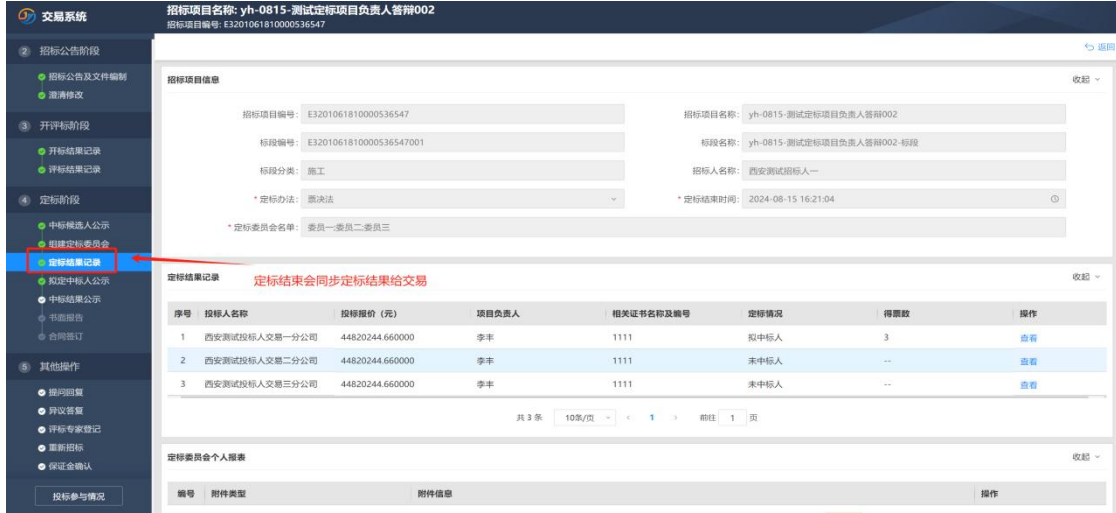 交易系统
招标项目名称: yh-0815-测试定标项目负责人答辩002
招标项目编号: E3201061810000536547
返回
2 招标公告阶段
招标公告及文件编制
澄清修改
3 开评标阶段
开标结果记录
评标结果记录
4 定标阶段
中标候选人公示
组建定标委员会
定标结果记录
拟定中标人公示
中标结果公示
书面报告
合同签订
5 其他操作
提问回复
异议答复
评标专家登记
重新招标
保证金确认
投标参与情况
招标项目信息 收起
招标项目编号: E3201061810000536547 招标项目名称: yh-0815-测试定标项目负责人答辩002
标段编号: E3201061810000536547001 标段名称: yh-0815-测试定标项目负责人答辩002-标段
标段分类: 施工 招标人名称: 西安测试招标人一
* 定标办法: 票决法 * 定标结束时间: 2024-08-15 16:21:04
* 定标委员会名单: 委员一;委员二;委员三
定标结果记录 定标结束会同步定标结果给交易 收起
序号 投标人名称 投标报价（元） 项目负责人 相关证书名称及编号 定标情况 得票数 操作
1 西安测试投标人交易一分公司 44820244.660000 李丰 1111 拟中标人 3 查看
2 西安测试投标人交易二分公司 44820244.660000 李丰 1111 未中标人 -- 查看
3 西安测试投标人交易三分公司 44820244.660000 李丰 1111 未中标人 -- 查看
共 3 条 10条/页 1 前往 1 页
定标委员会个人报表 收起
编号 附件类型 附件信息 操作